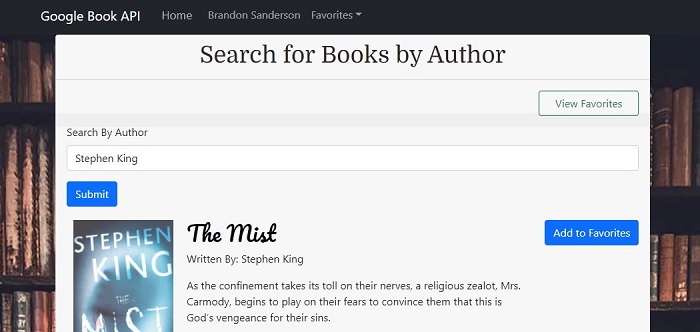 Google Book API Home Brandon Sanderson Favorites
Search for Books by Author
View Favorites
Search By Author
Stephen King
Submit
STEPHEN
KING
THE
MIST
The Mist
Add to Favorites
Written By: Stephen King
As the confinement takes its toll on their nerves, a religious zealot, Mrs.
Carmody, begins to play on their fears to convince them that this is
God's vengeance for their sins.